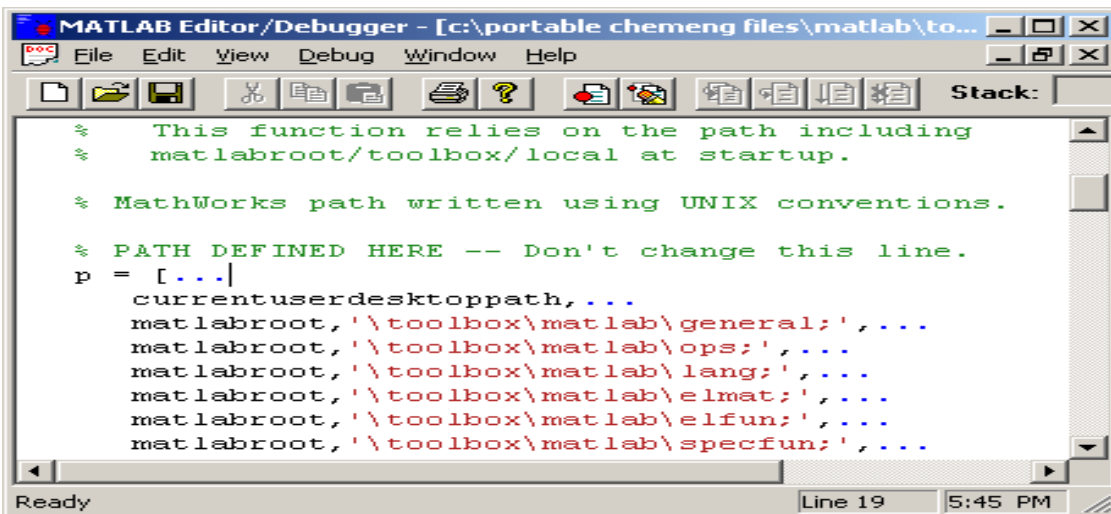 MATLAB Editor/Debugger - [c:\portable chemeng files\matlab\to...
File Edit View Debug Window Help
Stack:
% This function relies on the path including
% matlabroot/toolbox/local at startup.
% MathWorks path written using UNIX conventions.
% PATH DEFINED HERE -- Don't change this line.
p = [...
currentuserdesktoppath,...
matlabroot,'\toolbox\matlab\general;',...
matlabroot,'\toolbox\matlab\ops;',...
matlabroot,'\toolbox\matlab\lang;',...
matlabroot,'\toolbox\matlab\elmat;',...
matlabroot,'\toolbox\matlab\elfun;',...
matlabroot,'\toolbox\matlab\specfun;',...
Ready Line 19 5:45 PM